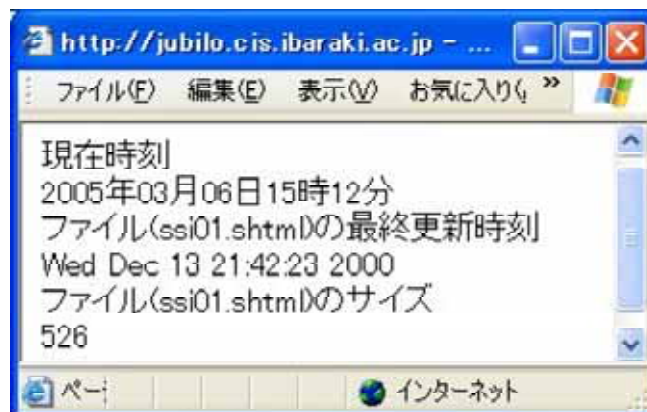 http://jubilo.cis.ibaraki.ac.jp - ...
ファイル(F) 編集(E) 表示(V) お気に入り(
現在時刻
2005年03月06日15時12分
ファイル(ssi01.shtml)の最終更新時刻
Wed Dec 13 21:42:23 2000
ファイル(ssi01.shtml)のサイズ
526
ペー
インターネット